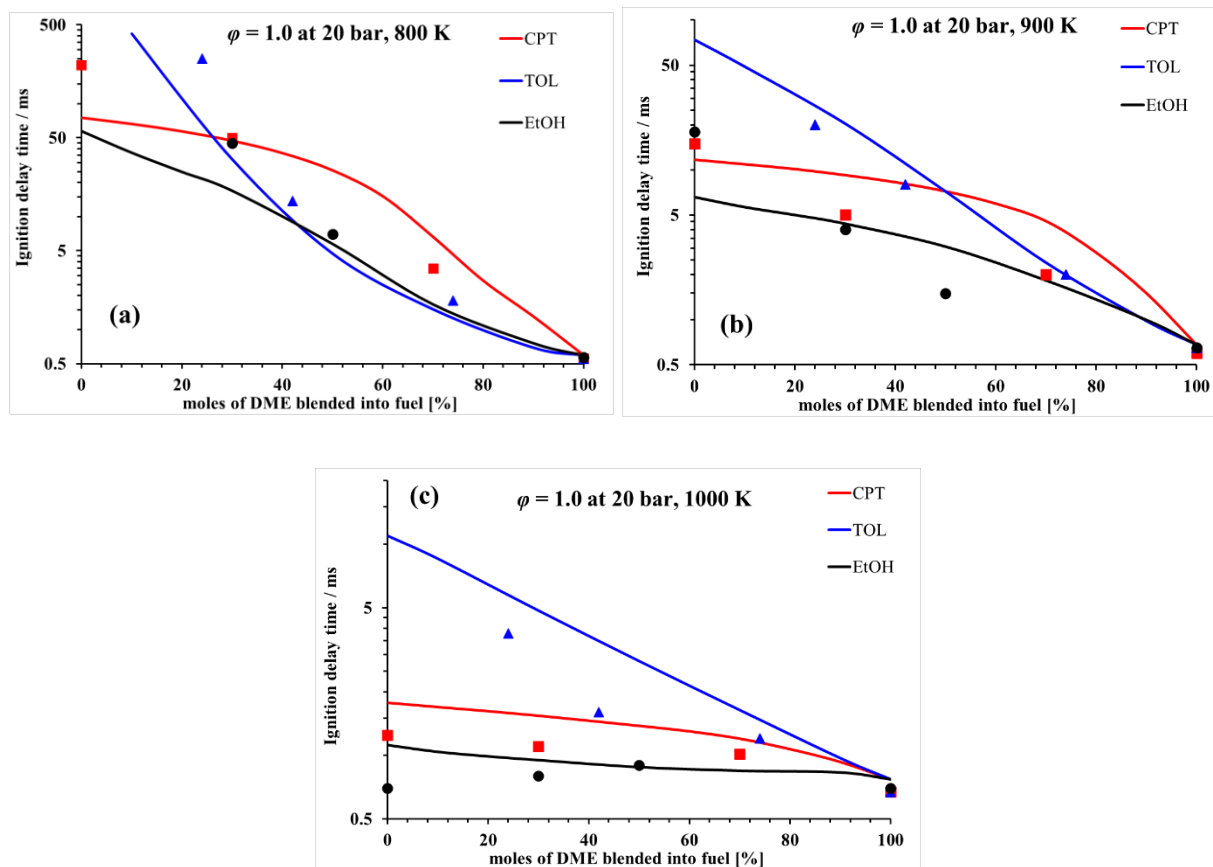 φ = 1.0 at 20 bar, 800 K
CPT
TOL
EtOH
500
50
5
0.5
Ignition delay time / ms
(a)
0
20
40
60
80
100
moles of DME blended into fuel [%]
φ = 1.0 at 20 bar, 900 K
CPT
TOL
EtOH
50
5
0.5
Ignition delay time / ms
(b)
0
20
40
60
80
100
moles of DME blended into fuel [%]
(c)
φ = 1.0 at 20 bar, 1000 K
CPT
TOL
EtOH
5
0.5
Ignition delay time / ms
0
20
40
60
80
100
moles of DME blended into fuel [%]